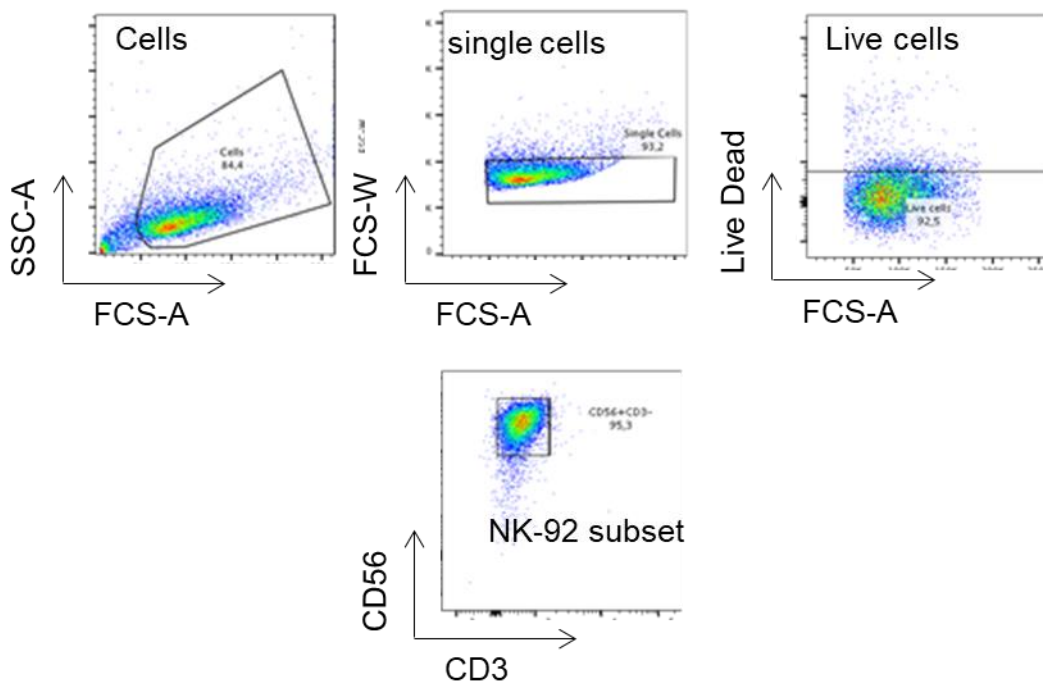 Cells
single cells
Live cells
SSC-A
Cells
84,4
FCS-A
FCS-W
Single Cells
93,2
0
FCS-A
Live Dead
Live cells
92,5
FCS-A
CD56
CD56+CD3-
95,3
NK-92 subset
CD3